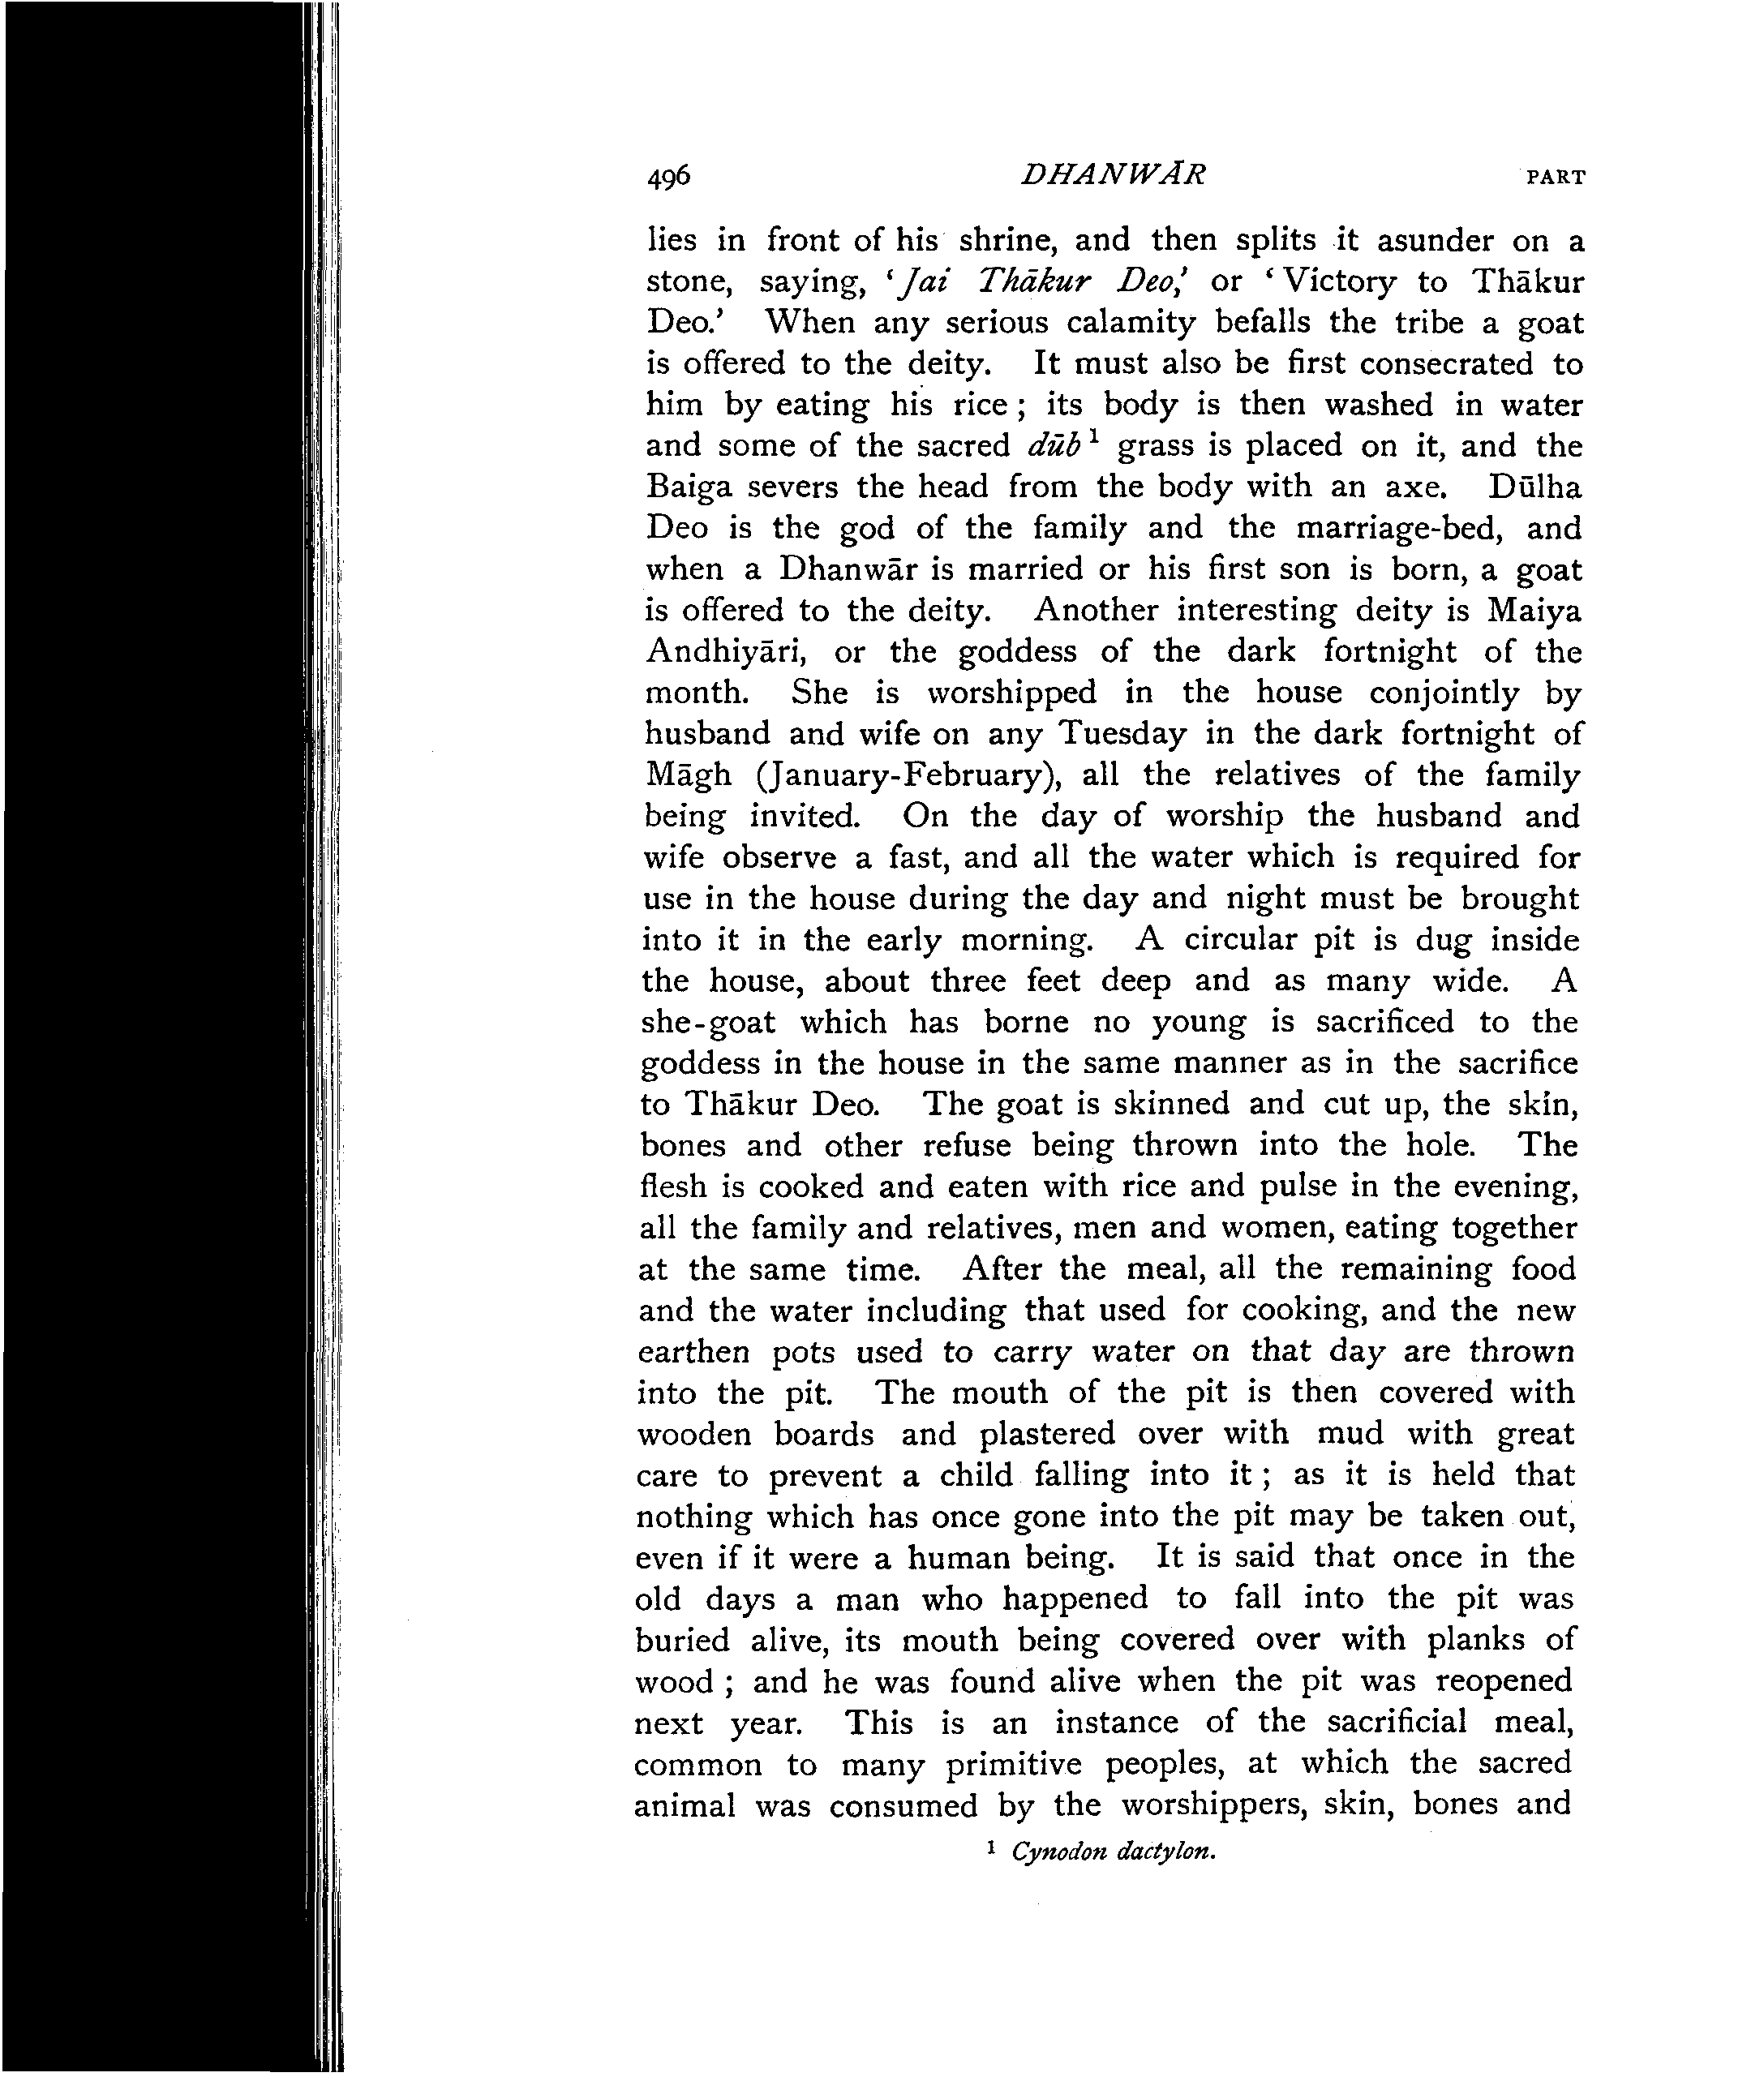 496 DHANWĀR PART
lies in front of his shrine, and then splits it asunder on a
stone, saying, ‘Jai Thākur Deo,’ or ‘Victory to Thākur
Deo.’ When any serious calamity befalls the tribe a goat
is offered to the deity. It must also be first consecrated to
him by eating his rice ; its body is then washed in water
and some of the sacred dūb ¹ grass is placed on it, and the
Baiga severs the head from the body with an axe. Dūlha
Deo is the god of the family and the marriage-bed, and
when a Dhanwār is married or his first son is born, a goat
is offered to the deity. Another interesting deity is Maiya
Andhiyāri, or the goddess of the dark fortnight of the
month. She is worshipped in the house conjointly by
husband and wife on any Tuesday in the dark fortnight of
Māgh (January-February), all the relatives of the family
being invited. On the day of worship the husband and
wife observe a fast, and all the water which is required for
use in the house during the day and night must be brought
into it in the early morning. A circular pit is dug inside
the house, about three feet deep and as many wide. A
she-goat which has borne no young is sacrificed to the
goddess in the house in the same manner as in the sacrifice
to Thākur Deo. The goat is skinned and cut up, the skin,
bones and other refuse being thrown into the hole. The
flesh is cooked and eaten with rice and pulse in the evening,
all the family and relatives, men and women, eating together
at the same time. After the meal, all the remaining food
and the water including that used for cooking, and the new
earthen pots used to carry water on that day are thrown
into the pit. The mouth of the pit is then covered with
wooden boards and plastered over with mud with great
care to prevent a child falling into it ; as it is held that
nothing which has once gone into the pit may be taken out,
even if it were a human being. It is said that once in the
old days a man who happened to fall into the pit was
buried alive, its mouth being covered over with planks of
wood ; and he was found alive when the pit was reopened
next year. This is an instance of the sacrificial meal,
common to many primitive peoples, at which the sacred
animal was consumed by the worshippers, skin, bones and
¹ Cynodon dactylon.